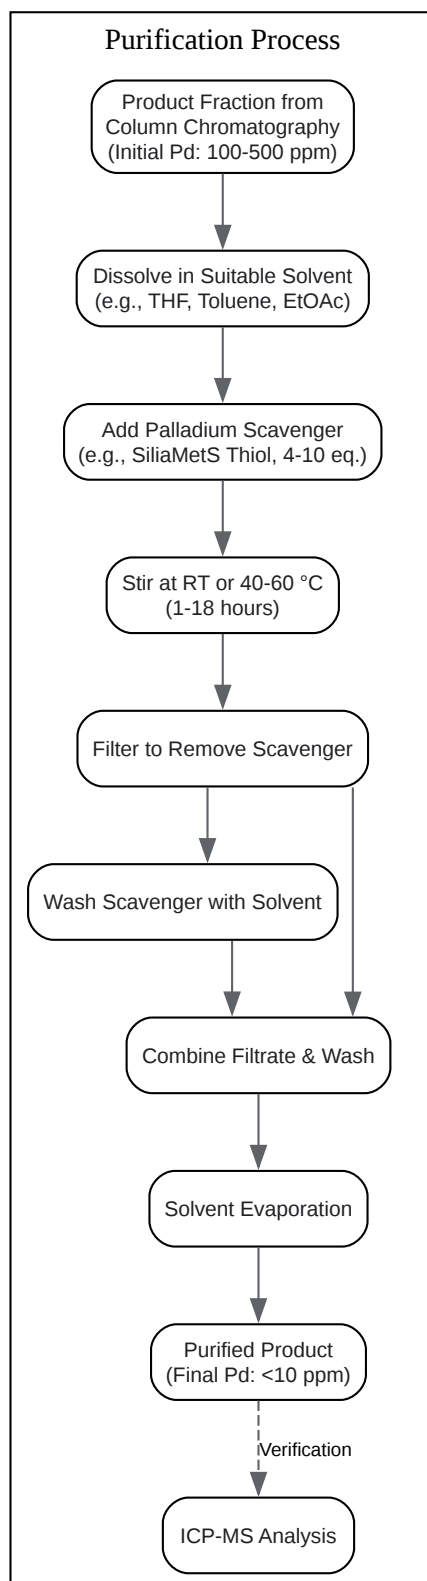 Purification Process
Product Fraction from
Column Chromatography
(Initial Pd: 100-500 ppm)
Dissolve in Suitable Solvent
(e.g., THF, Toluene, EtOAc)
Add Palladium Scavenger
(e.g., SiliaMetS Thiol, 4-10 eq.)
Stir at RT or 40-60 °C
(1-18 hours)
Filter to Remove Scavenger
Wash Scavenger with Solvent
Combine Filtrate & Wash
Solvent Evaporation
Purified Product
(Final Pd: <10 ppm)
Verification
ICP-MS Analysis